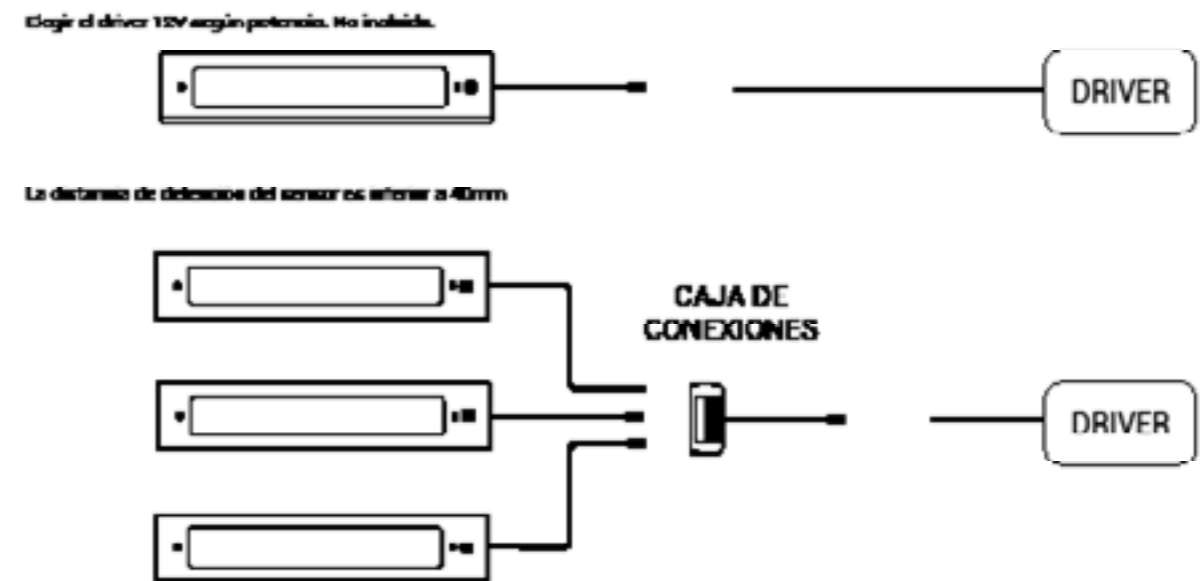 Elegir el driver 12V según potencia. No incluido.
DRIVER
La distancia de detección del sensor es inferior a 40mm
CAJA DE
CONEXIONES
DRIVER